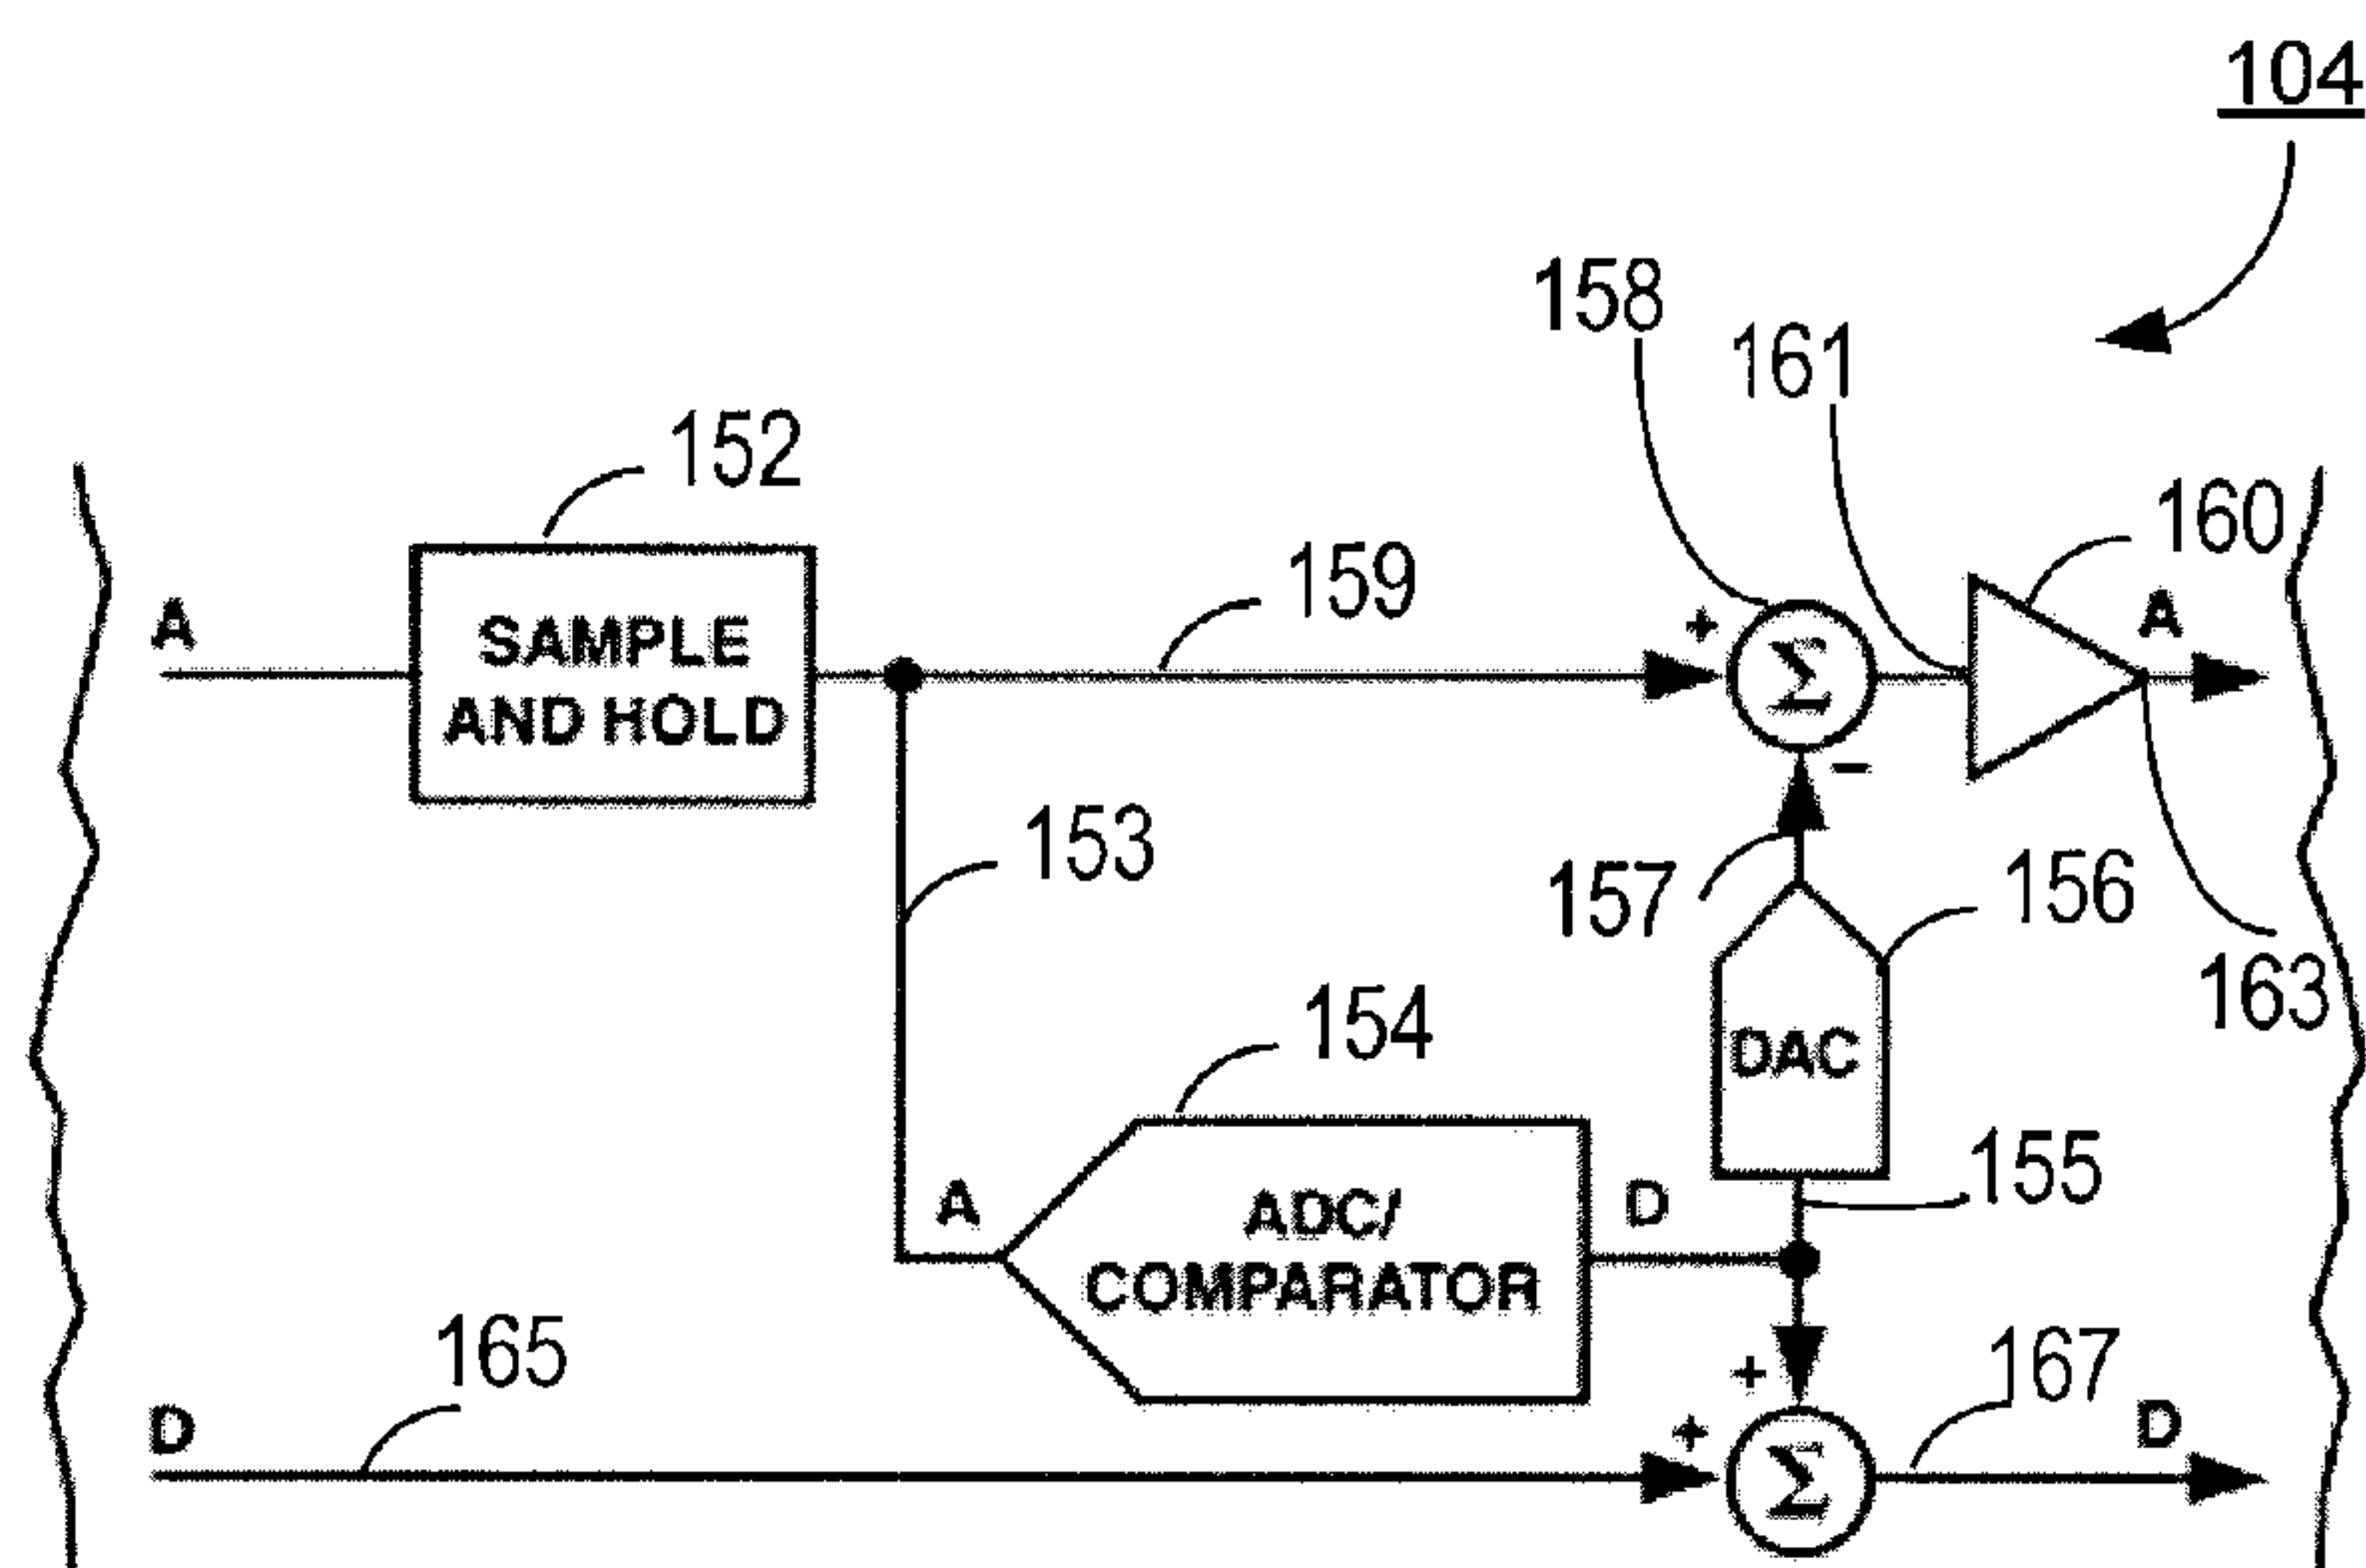 104
158
161
152
160
A
SAMPLE
AND HOLD
159
+
Σ
A
−
153
157
156
163
154
DAC
A
ADC/
COMPARATOR
D
155
165
167
D
+
+
Σ
D